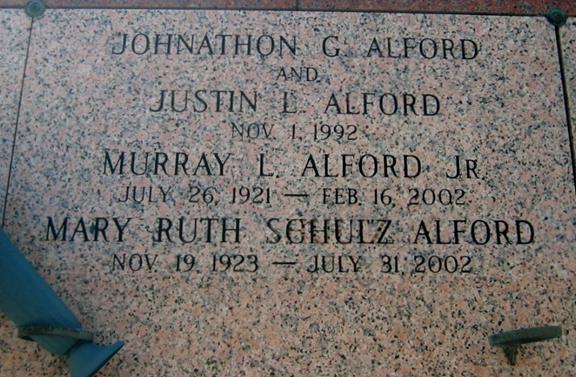 JOHNATHON G. ALFORD
AND
JUSTIN L. ALFORD
NOV. 1, 1992
MURRAY L. ALFORD JR.
JULY 26, 1921 — FEB. 16, 2002
MARY RUTH SCHULZ ALFORD
NOV. 19, 1923 — JULY 31, 2002